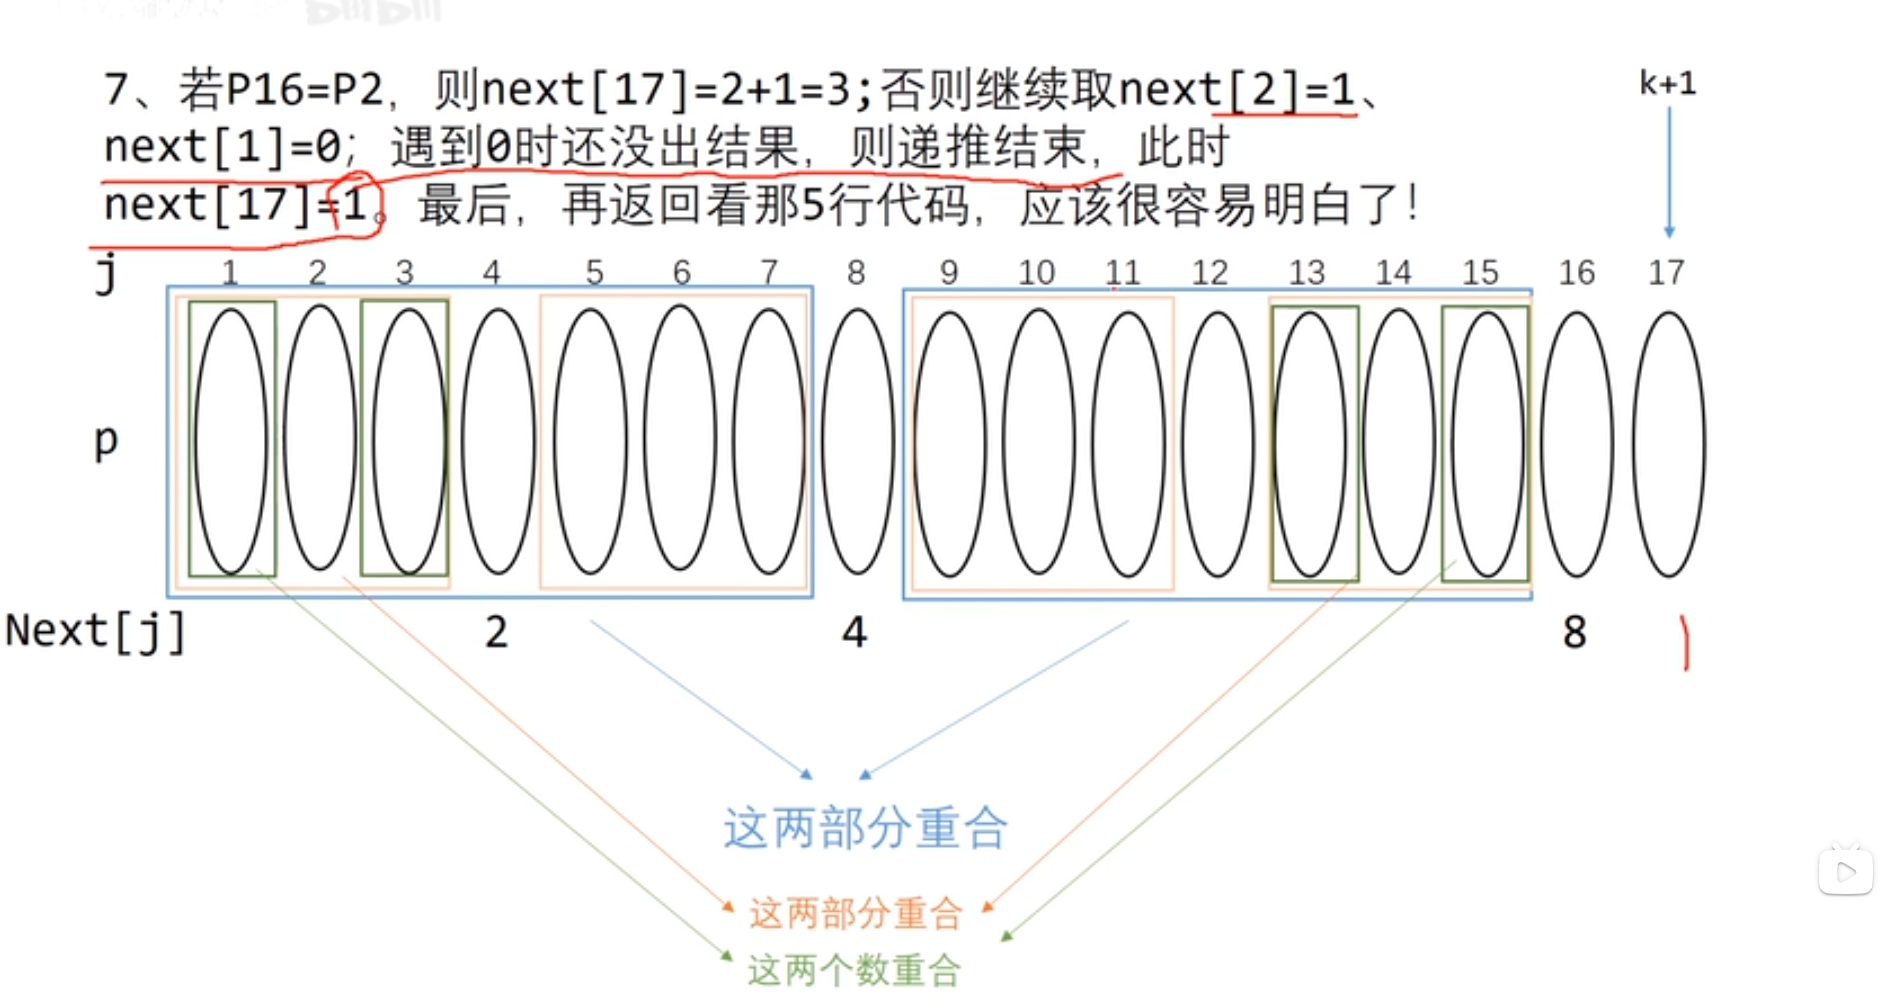 7、若P16=P2，则next[17]=2+1=3;否则继续取next[2]=1、
next[1]=0；遇到0时还没出结果，则递推结束，此时
next[17]=1。最后，再返回看那5行代码，应该很容易明白了！
k+1
j 1 2 3 4 5 6 7 8 9 10 11 12 13 14 15 16 17
p
Next[j] 2 4 8
这两部分重合
这两部分重合
这两个数重合